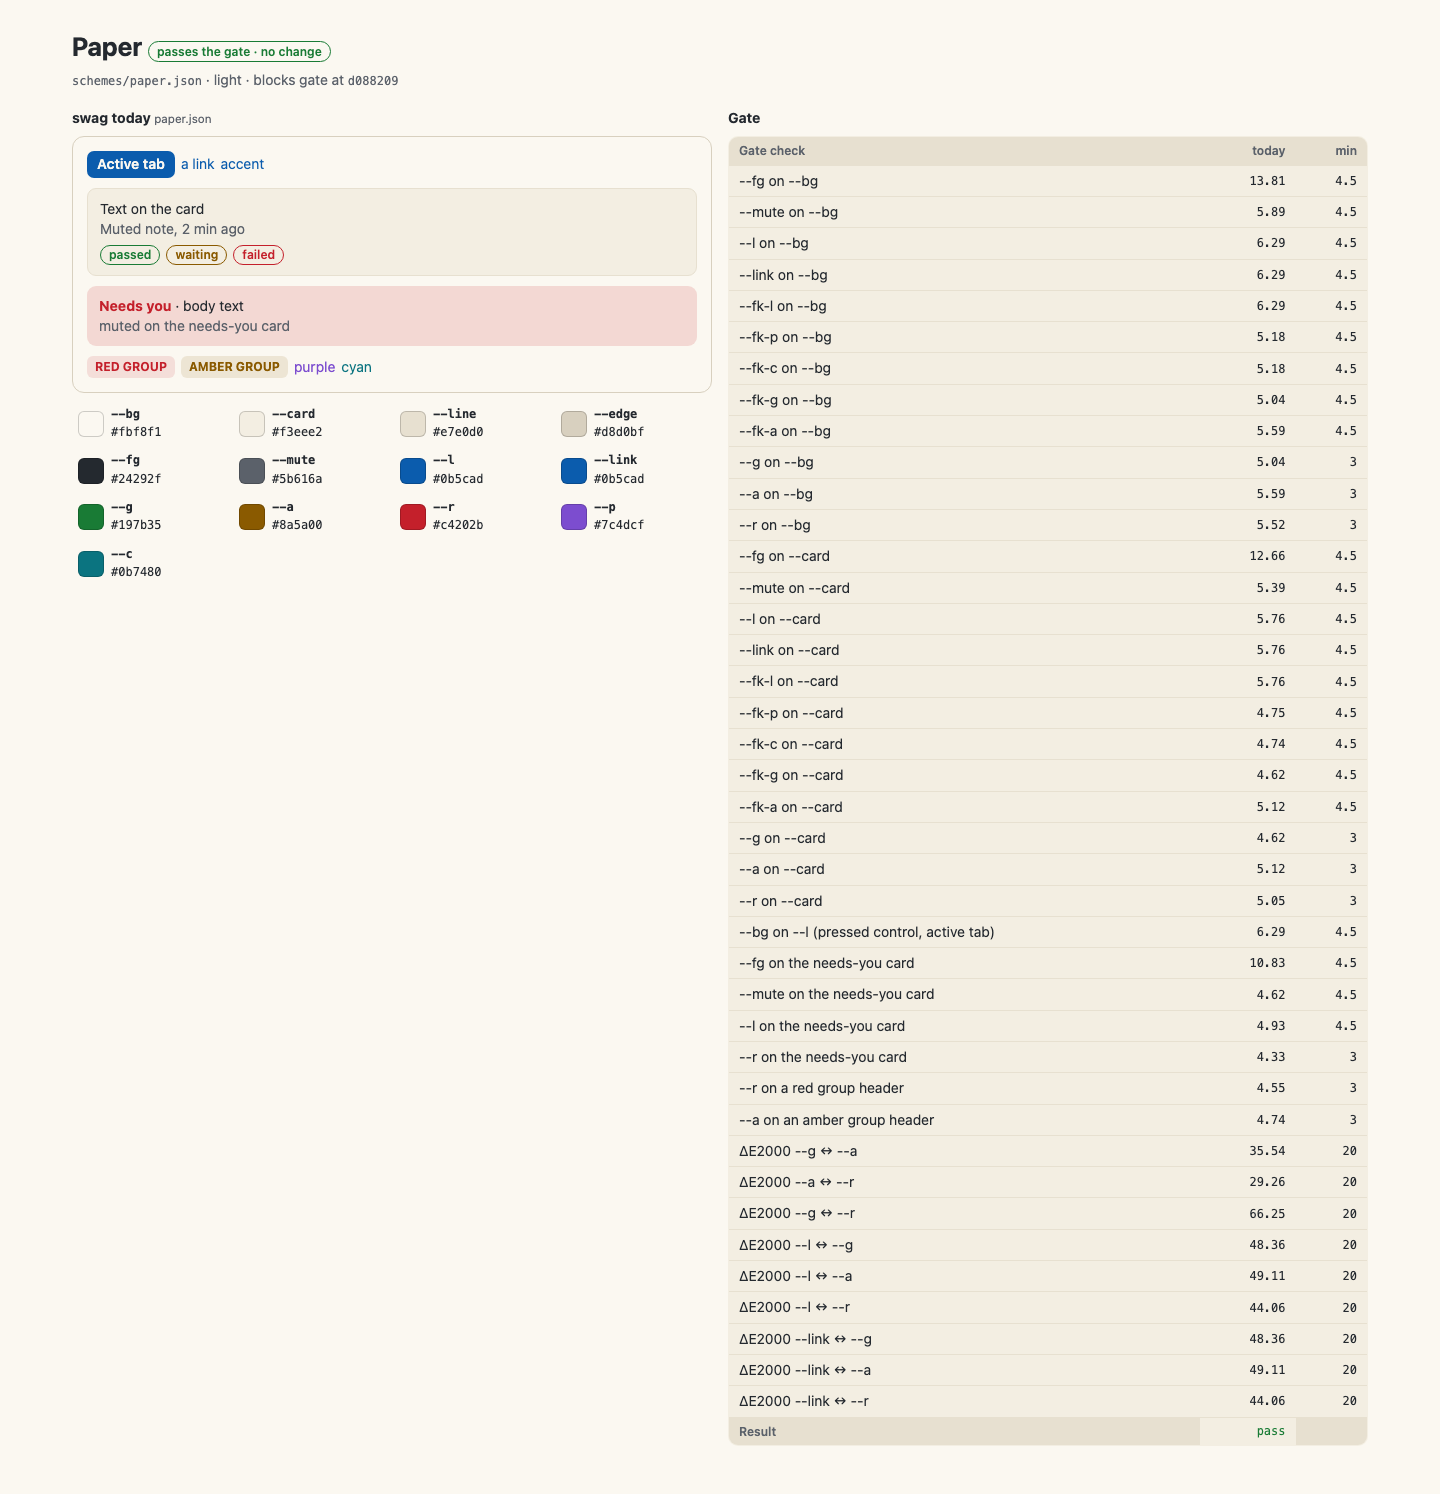 Paper passes the gate · no change
schemes/paper.json · light · blocks gate at d088209
swag today paper.json
Active tab a link accent
Text on the card
Muted note, 2 min ago
passed waiting failed
Needs you · body text
muted on the needs-you card
RED GROUP AMBER GROUP purple cyan
--bg
#fbf8f1
--card
#f3eee2
--line
#e7e0d0
--edge
#d8d0bf
--fg
#24292f
--mute
#5b616a
--l
#0b5cad
--link
#0b5cad
--g
#197b35
--a
#8a5a00
--r
#c4202b
--p
#7c4dcf
--c
#0b7480
Gate
Gate check today min
--fg on --bg 13.81 4.5
--mute on --bg 5.89 4.5
--l on --bg 6.29 4.5
--link on --bg 6.29 4.5
--fk-l on --bg 6.29 4.5
--fk-p on --bg 5.18 4.5
--fk-c on --bg 5.18 4.5
--fk-g on --bg 5.04 4.5
--fk-a on --bg 5.59 4.5
--g on --bg 5.04 3
--a on --bg 5.59 3
--r on --bg 5.52 3
--fg on --card 12.66 4.5
--mute on --card 5.39 4.5
--l on --card 5.76 4.5
--link on --card 5.76 4.5
--fk-l on --card 5.76 4.5
--fk-p on --card 4.75 4.5
--fk-c on --card 4.74 4.5
--fk-g on --card 4.62 4.5
--fk-a on --card 5.12 4.5
--g on --card 4.62 3
--a on --card 5.12 3
--r on --card 5.05 3
--bg on --l (pressed control, active tab) 6.29 4.5
--fg on the needs-you card 10.83 4.5
--mute on the needs-you card 4.62 4.5
--l on the needs-you card 4.93 4.5
--r on the needs-you card 4.33 3
--r on a red group header 4.55 3
--a on an amber group header 4.74 3
ΔE2000 --g ↔ --a 35.54 20
ΔE2000 --a ↔ --r 29.26 20
ΔE2000 --g ↔ --r 66.25 20
ΔE2000 --l ↔ --g 48.36 20
ΔE2000 --l ↔ --a 49.11 20
ΔE2000 --l ↔ --r 44.06 20
ΔE2000 --link ↔ --g 48.36 20
ΔE2000 --link ↔ --a 49.11 20
ΔE2000 --link ↔ --r 44.06 20
Result pass